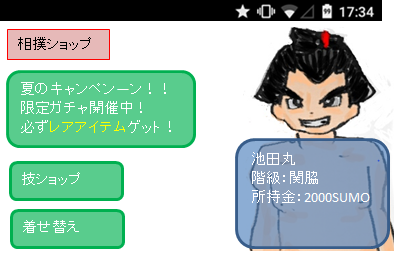 17:34
相撲ショップ
夏のキャンペンーン！！
限定ガチャ開催中！
必ずレアアイテムゲット！
技ショップ
着せ替え
池田丸
階級：関脇
所持金：2000SUMO